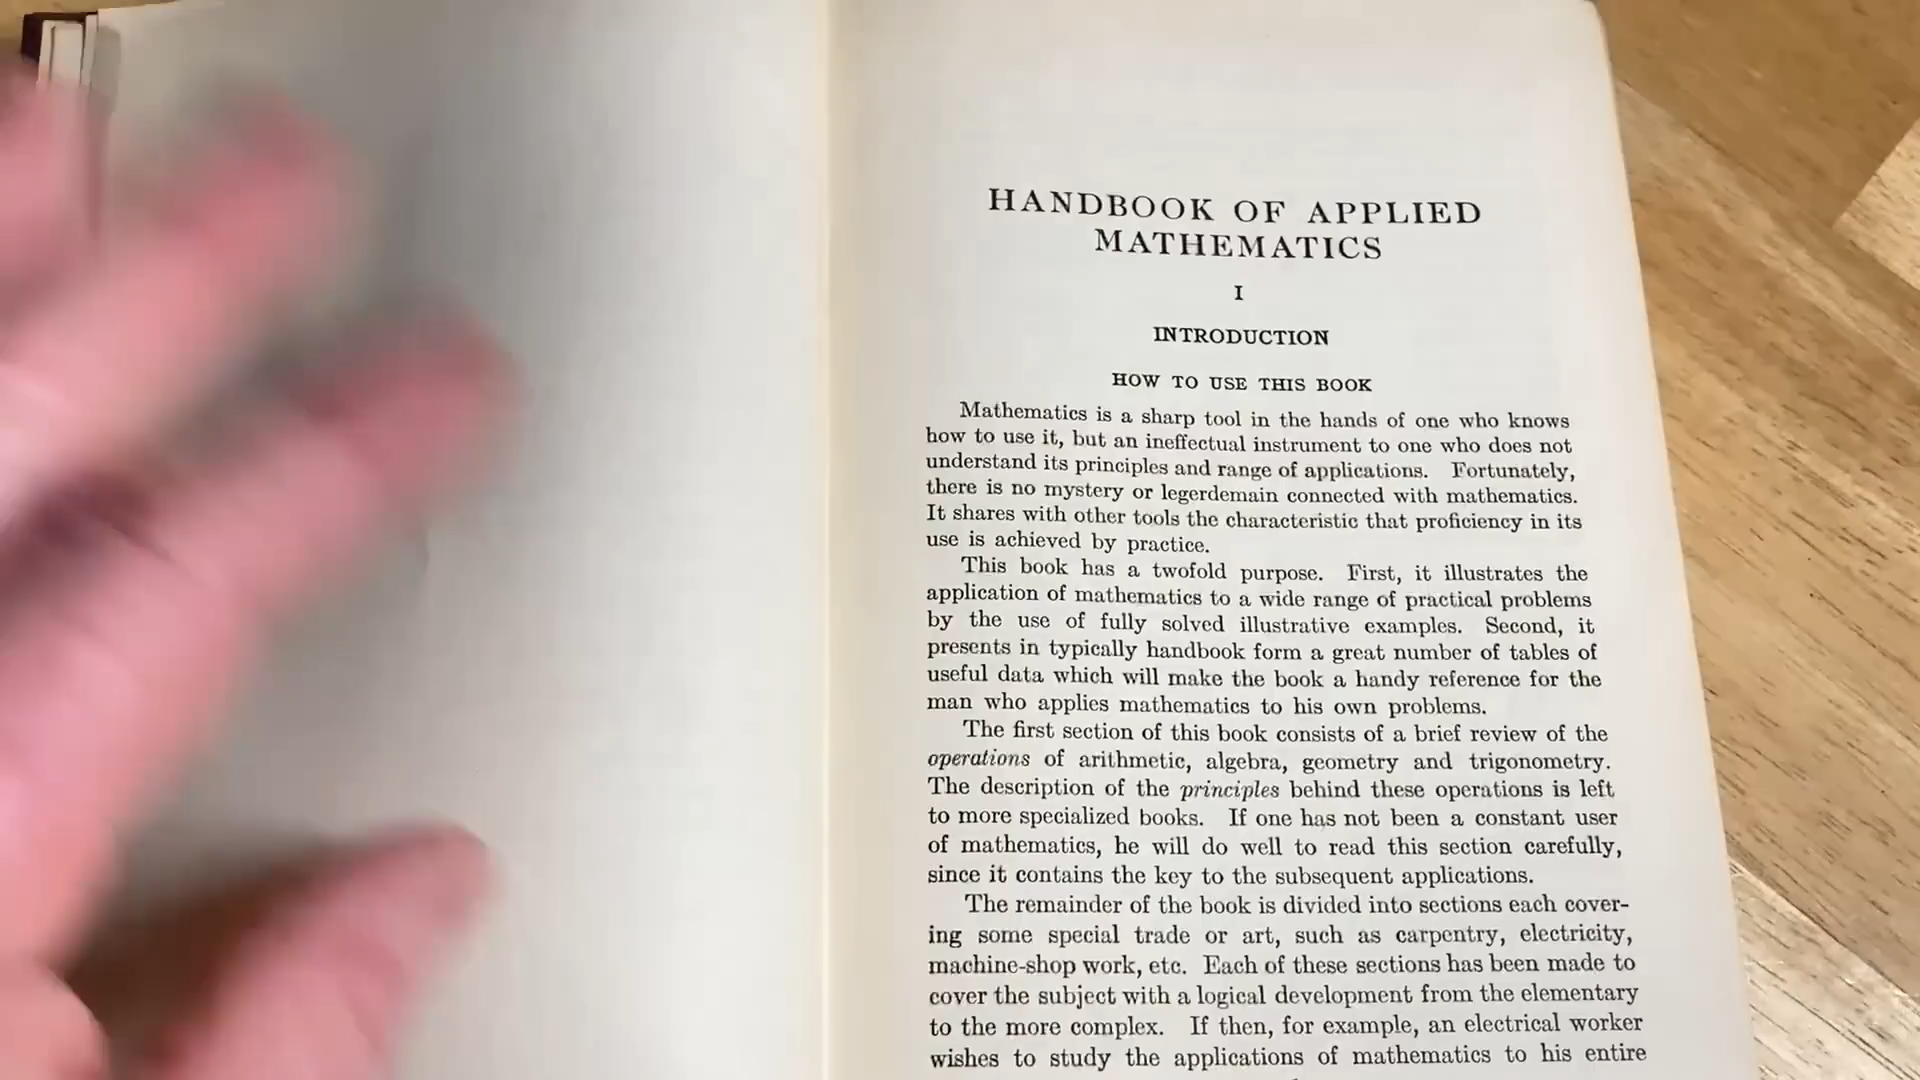 HANDBOOK OF APPLIED
MATHEMATICS
I
INTRODUCTION
HOW TO USE THIS BOOK
Mathematics is a sharp tool in the hands of one who knows
how to use it, but an ineffectual instrument to one who does not
understand its principles and range of applications. Fortunately,
there is no mystery or legerdemain connected with mathematics.
It shares with other tools the characteristic that proficiency in its
use is achieved by practice.
This book has a twofold purpose. First, it illustrates the
application of mathematics to a wide range of practical problems
by the use of fully solved illustrative examples. Second, it
presents in typically handbook form a great number of tables of
useful data which will make the book a handy reference for the
man who applies mathematics to his own problems.
The first section of this book consists of a brief review of the
operations of arithmetic, algebra, geometry and trigonometry.
The description of the principles behind these operations is left
to more specialized books. If one has not been a constant user
of mathematics, he will do well to read this section carefully,
since it contains the key to the subsequent applications.
The remainder of the book is divided into sections each cover-
ing some special trade or art, such as carpentry, electricity,
machine-shop work, etc. Each of these sections has been made to
cover the subject with a logical development from the elementary
to the more complex. If then, for example, an electrical worker
wishes to study the applications of mathematics to his entire